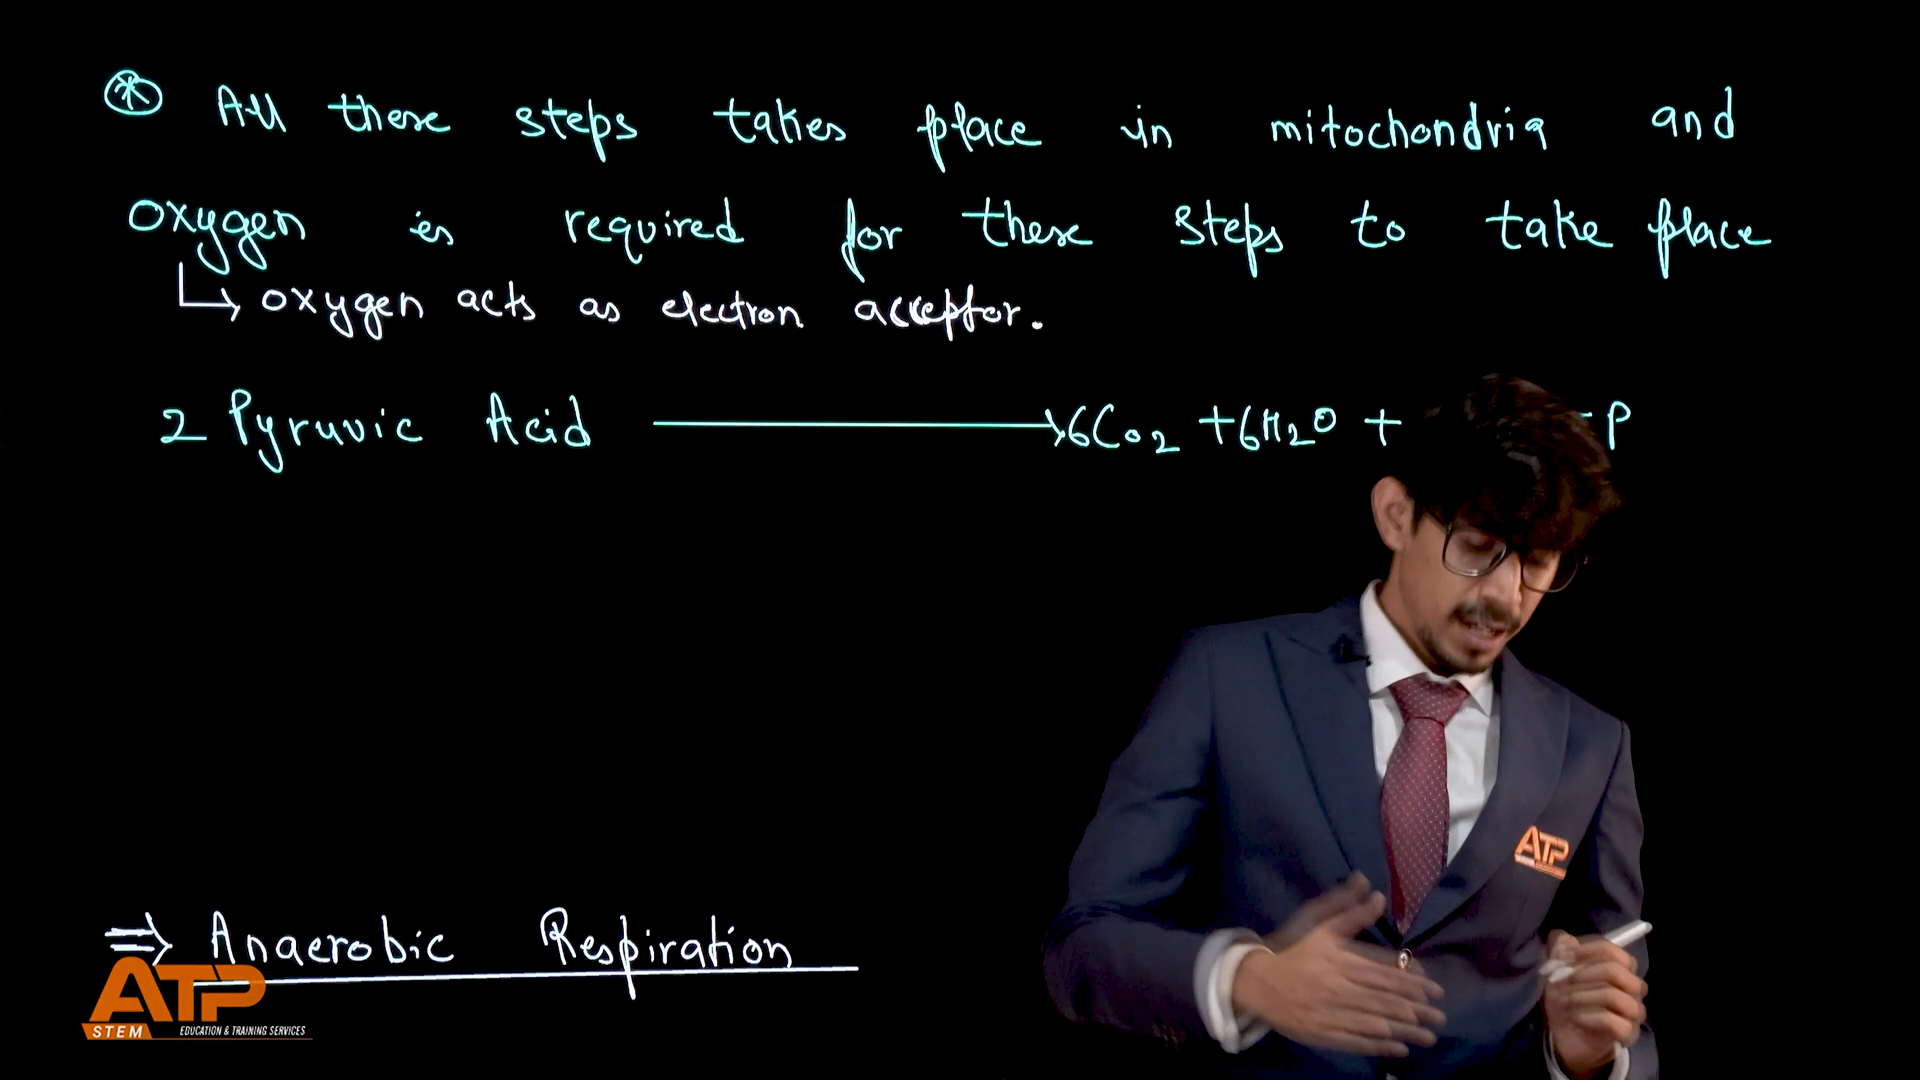 All these steps takes place in mitochondria and
oxygen is required for these steps to take place
↳ oxygen acts as electron acceptor.
2 Pyruvic Acid ⟶ 6CO2 + 6H2O + P
⇒ Anaerobic Respiration
ATP
ATP
STEM EDUCATION & TRAINING SERVICES